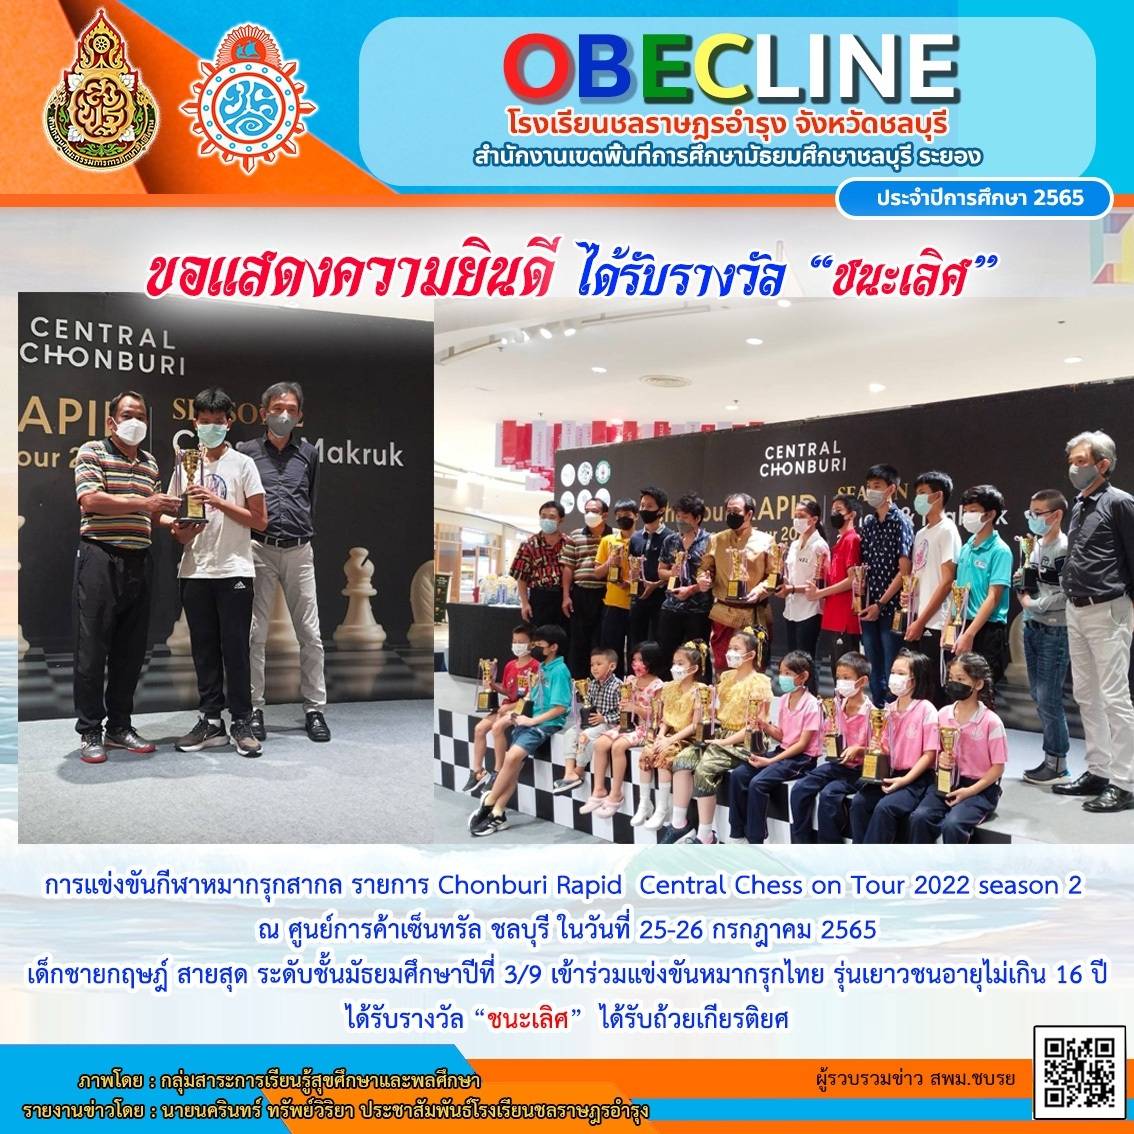 OBECLINE
โรงเรียนชลราษฎรอำรุง จังหวัดชลบุรี
สำนักงานเขตพื้นที่การศึกษามัธยมศึกษาชลบุรี ระยอง
ประจำปีการศึกษา 2565
ขอแสดงความยินดี ได้รับรางวัล “ชนะเลิศ”
CENTRAL
CHONBURI
Makruk
CENTRAL
CHONBURI
การแข่งขันกีฬาหมากรุกสากล รายการ Chonburi Rapid Central Chess on Tour 2022 season 2
ณ ศูนย์การค้าเซ็นทรัล ชลบุรี ในวันที่ 25-26 กรกฎาคม 2565
เด็กชายกฤษฎ์ สายสุด ระดับชั้นมัธยมศึกษาปีที่ 3/9 เข้าร่วมแข่งขันหมากรุกไทย รุ่นเยาวชนอายุไม่เกิน 16 ปี
ได้รับรางวัล “ชนะเลิศ” ได้รับถ้วยเกียรติยศ
ภาพโดย : กลุ่มสาระการเรียนรู้สุขศึกษาและพลศึกษา
รายงานข่าวโดย : นายนครินทร์ ทรัพย์วิริยา ประชาสัมพันธ์โรงเรียนชลราษฎรอำรุง
ผู้รวบรวมข่าว สพม.ชบรย